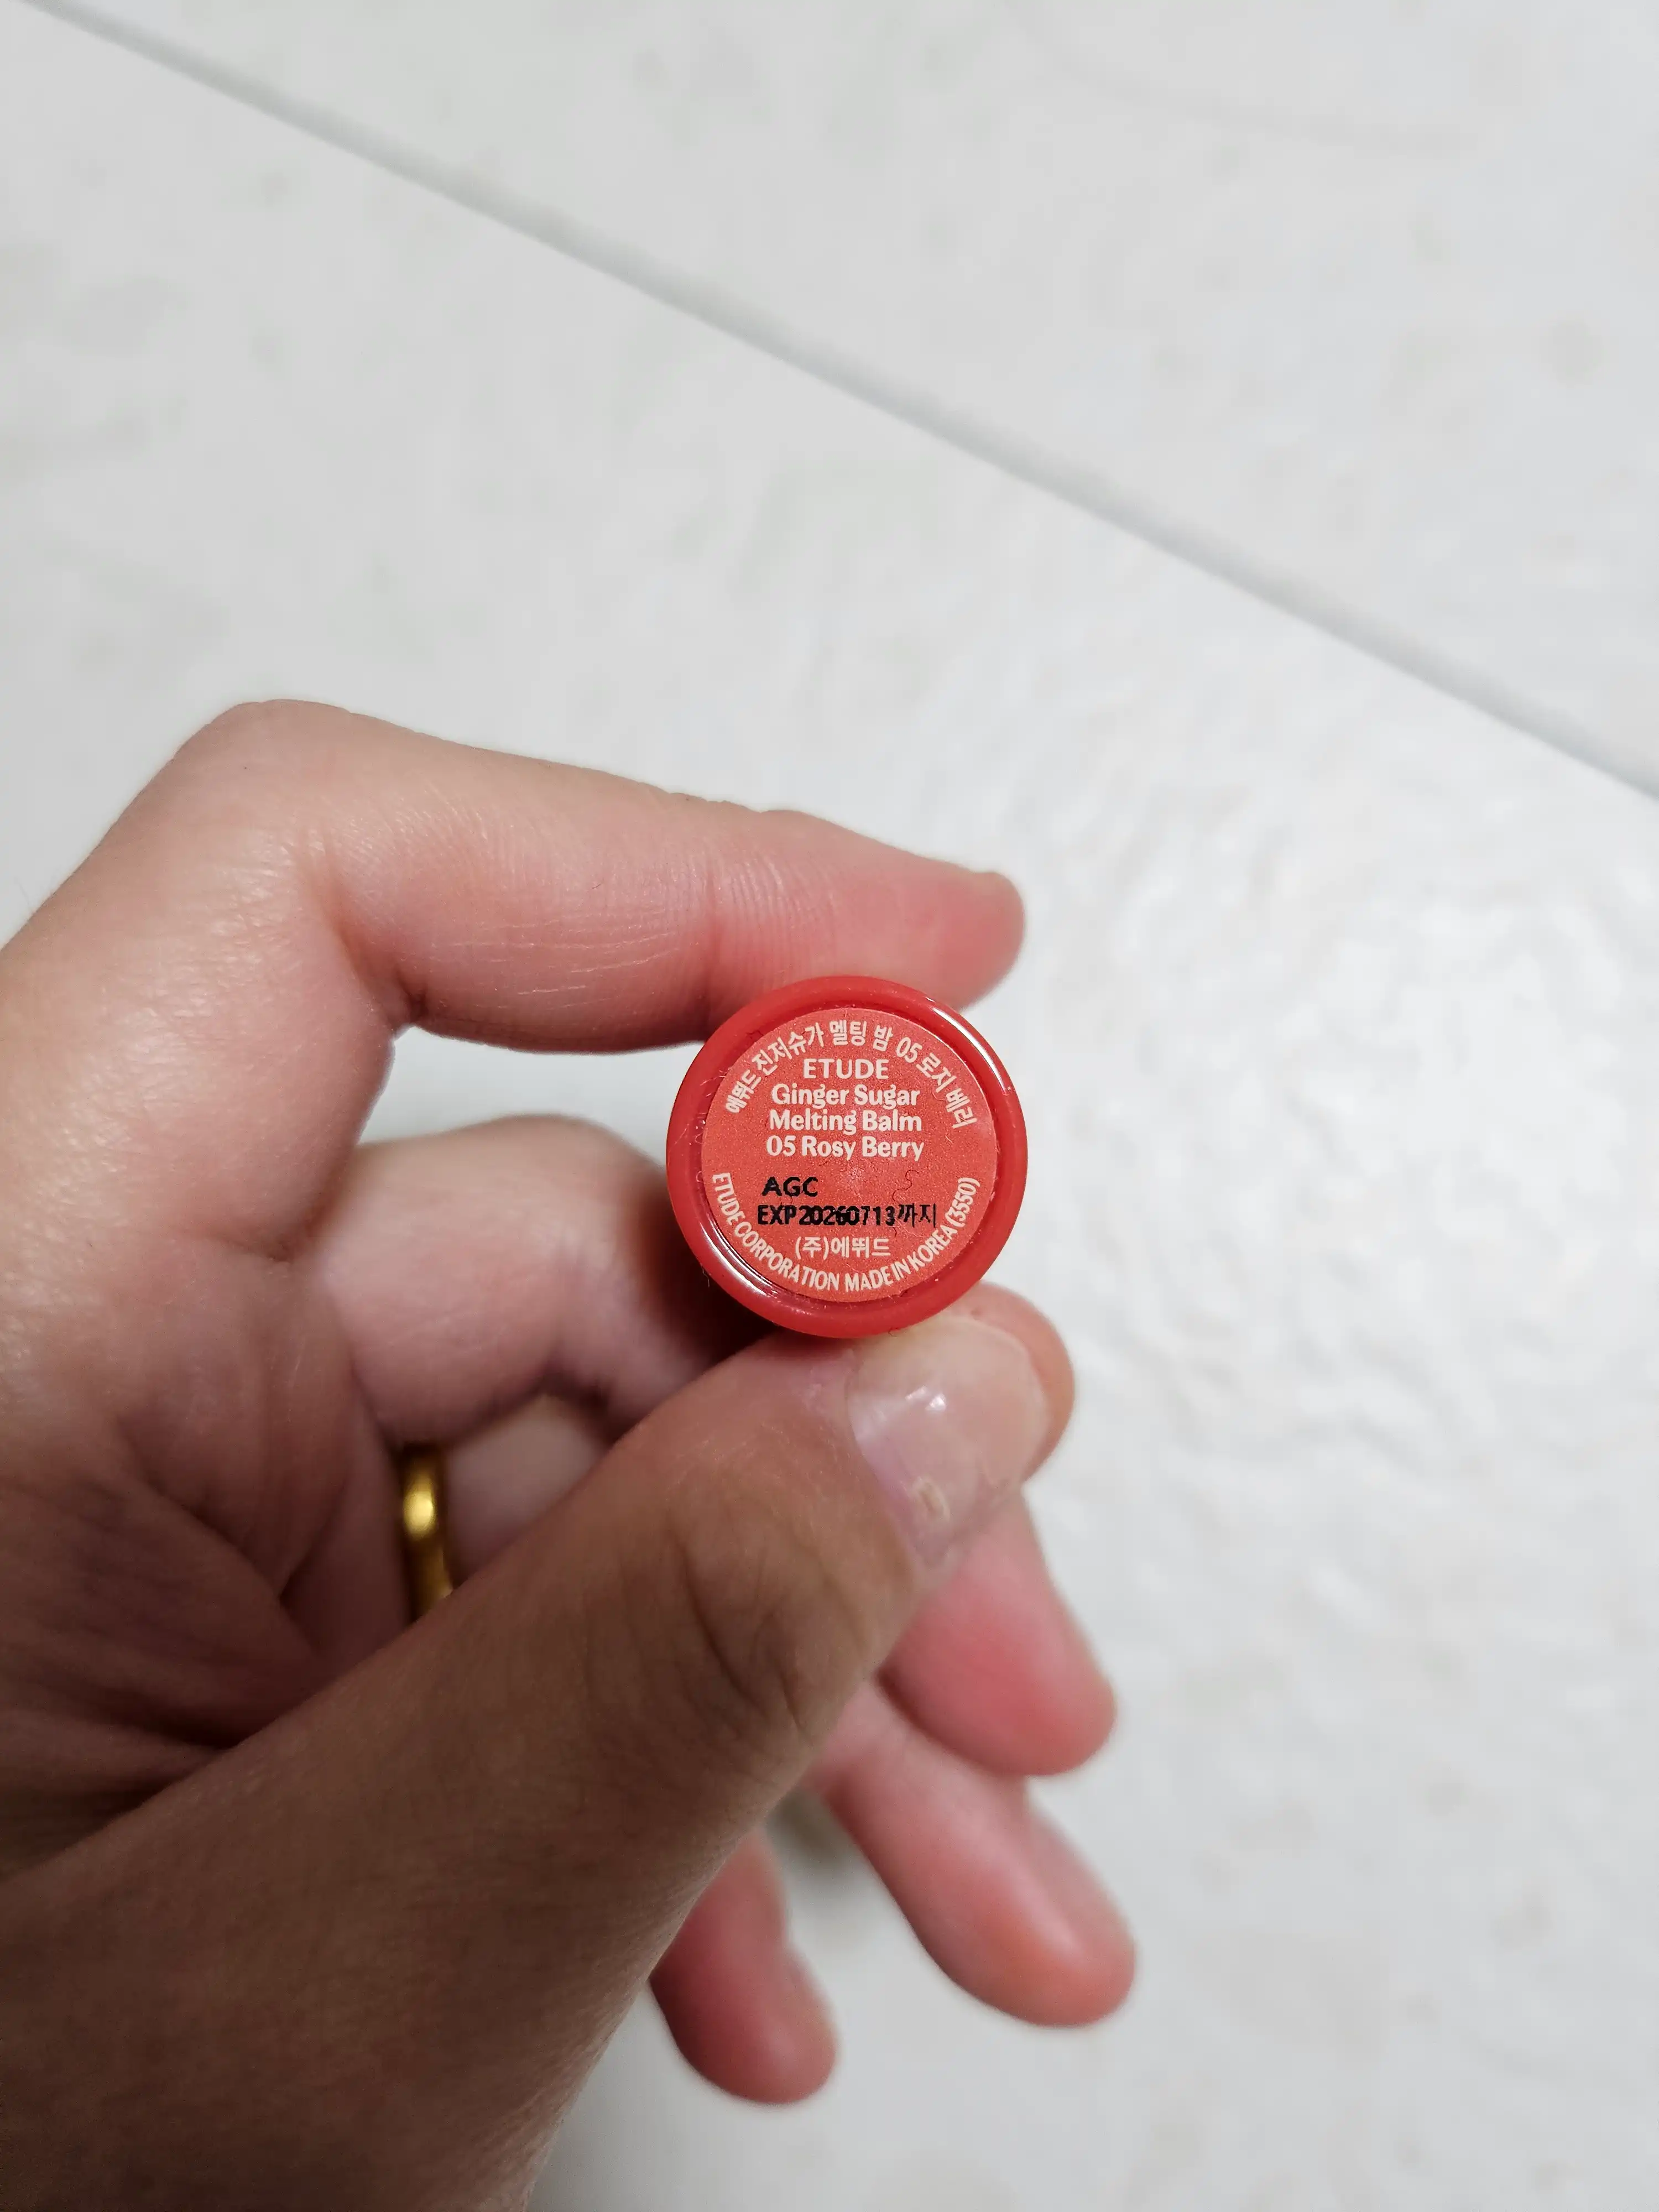 에뛰드 진저슈가 멜팅 밤 05 로지 베리
ETUDE
Ginger Sugar
Melting Balm
05 Rosy Berry
AGC
EXP20260713까지
(주)에뛰드
ETUDE CORPORATION MADE IN KOREA (3550)